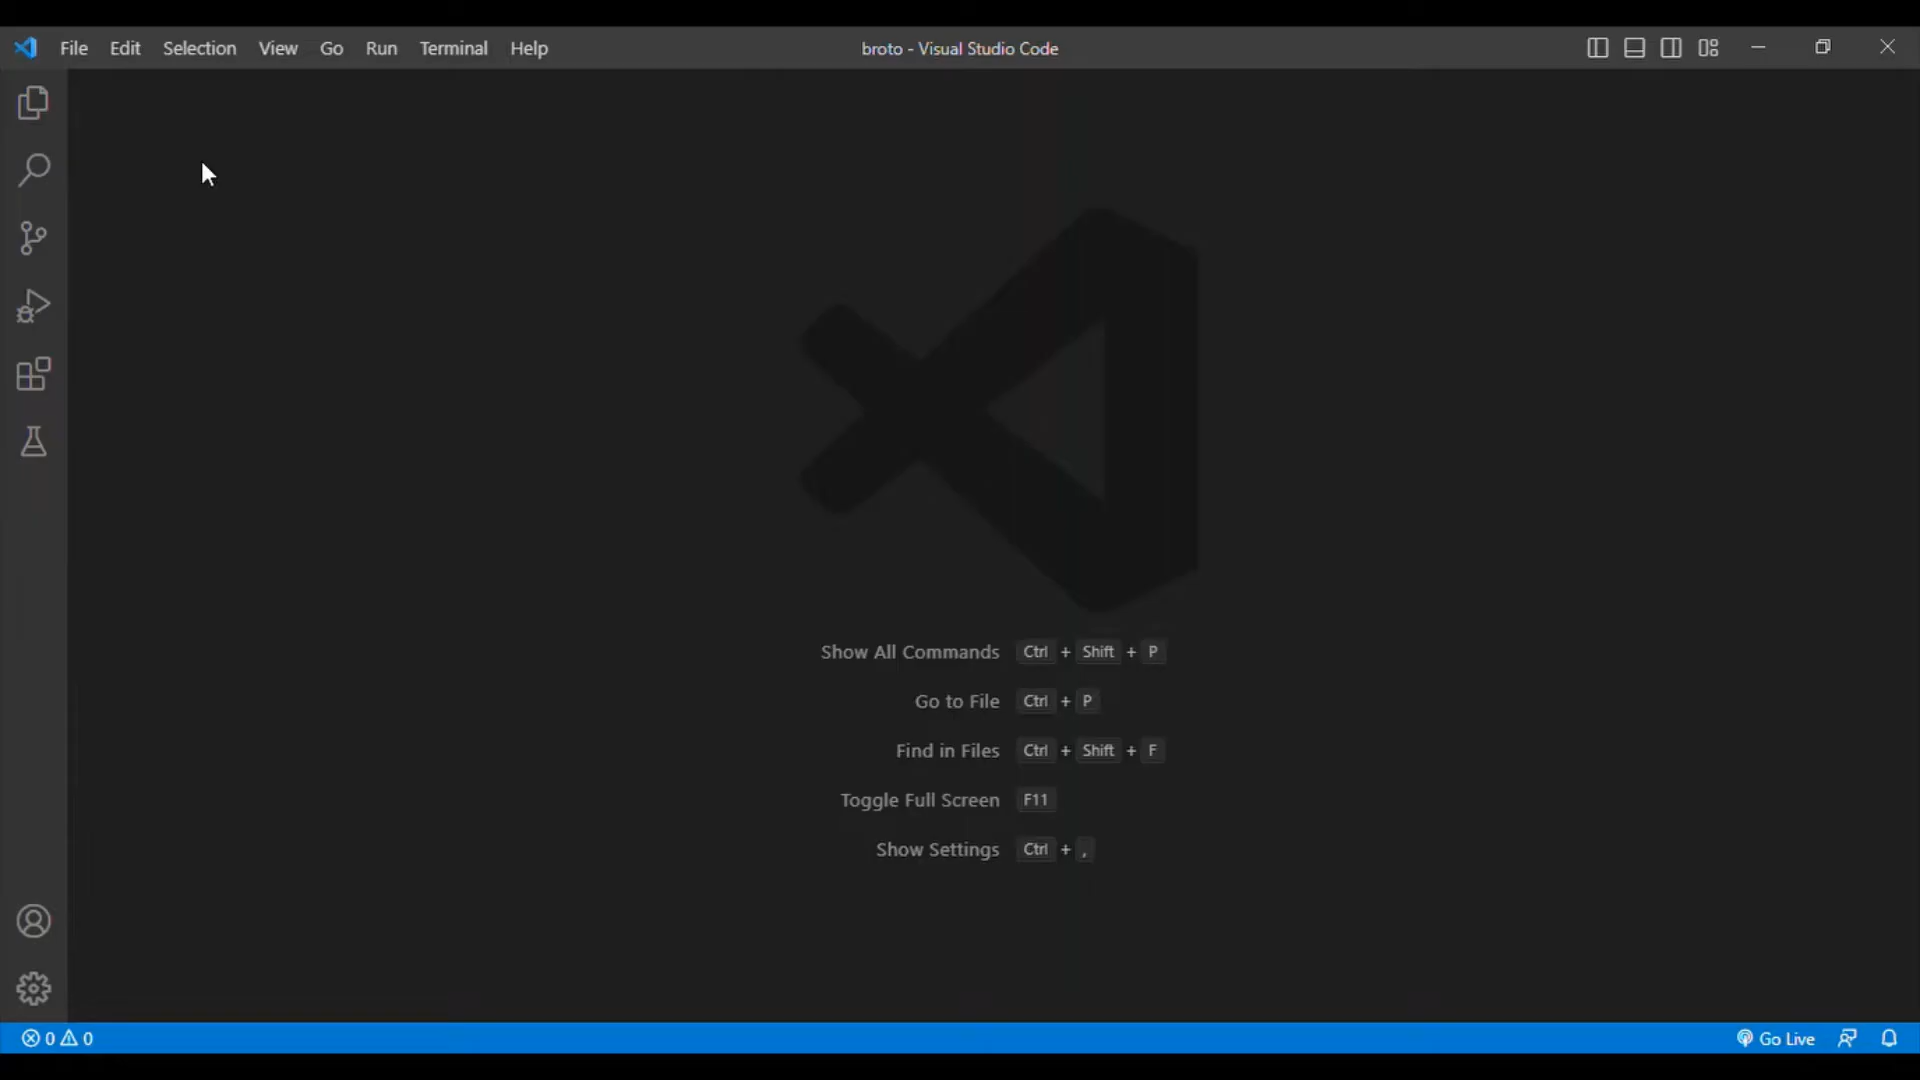 File Edit Selection View Go Run Terminal Help broto - Visual Studio Code
Show All Commands Ctrl + Shift + P
Go to File Ctrl + P
Find in Files Ctrl + Shift + F
Toggle Full Screen F11
Show Settings Ctrl + ,
0 0 Go Live